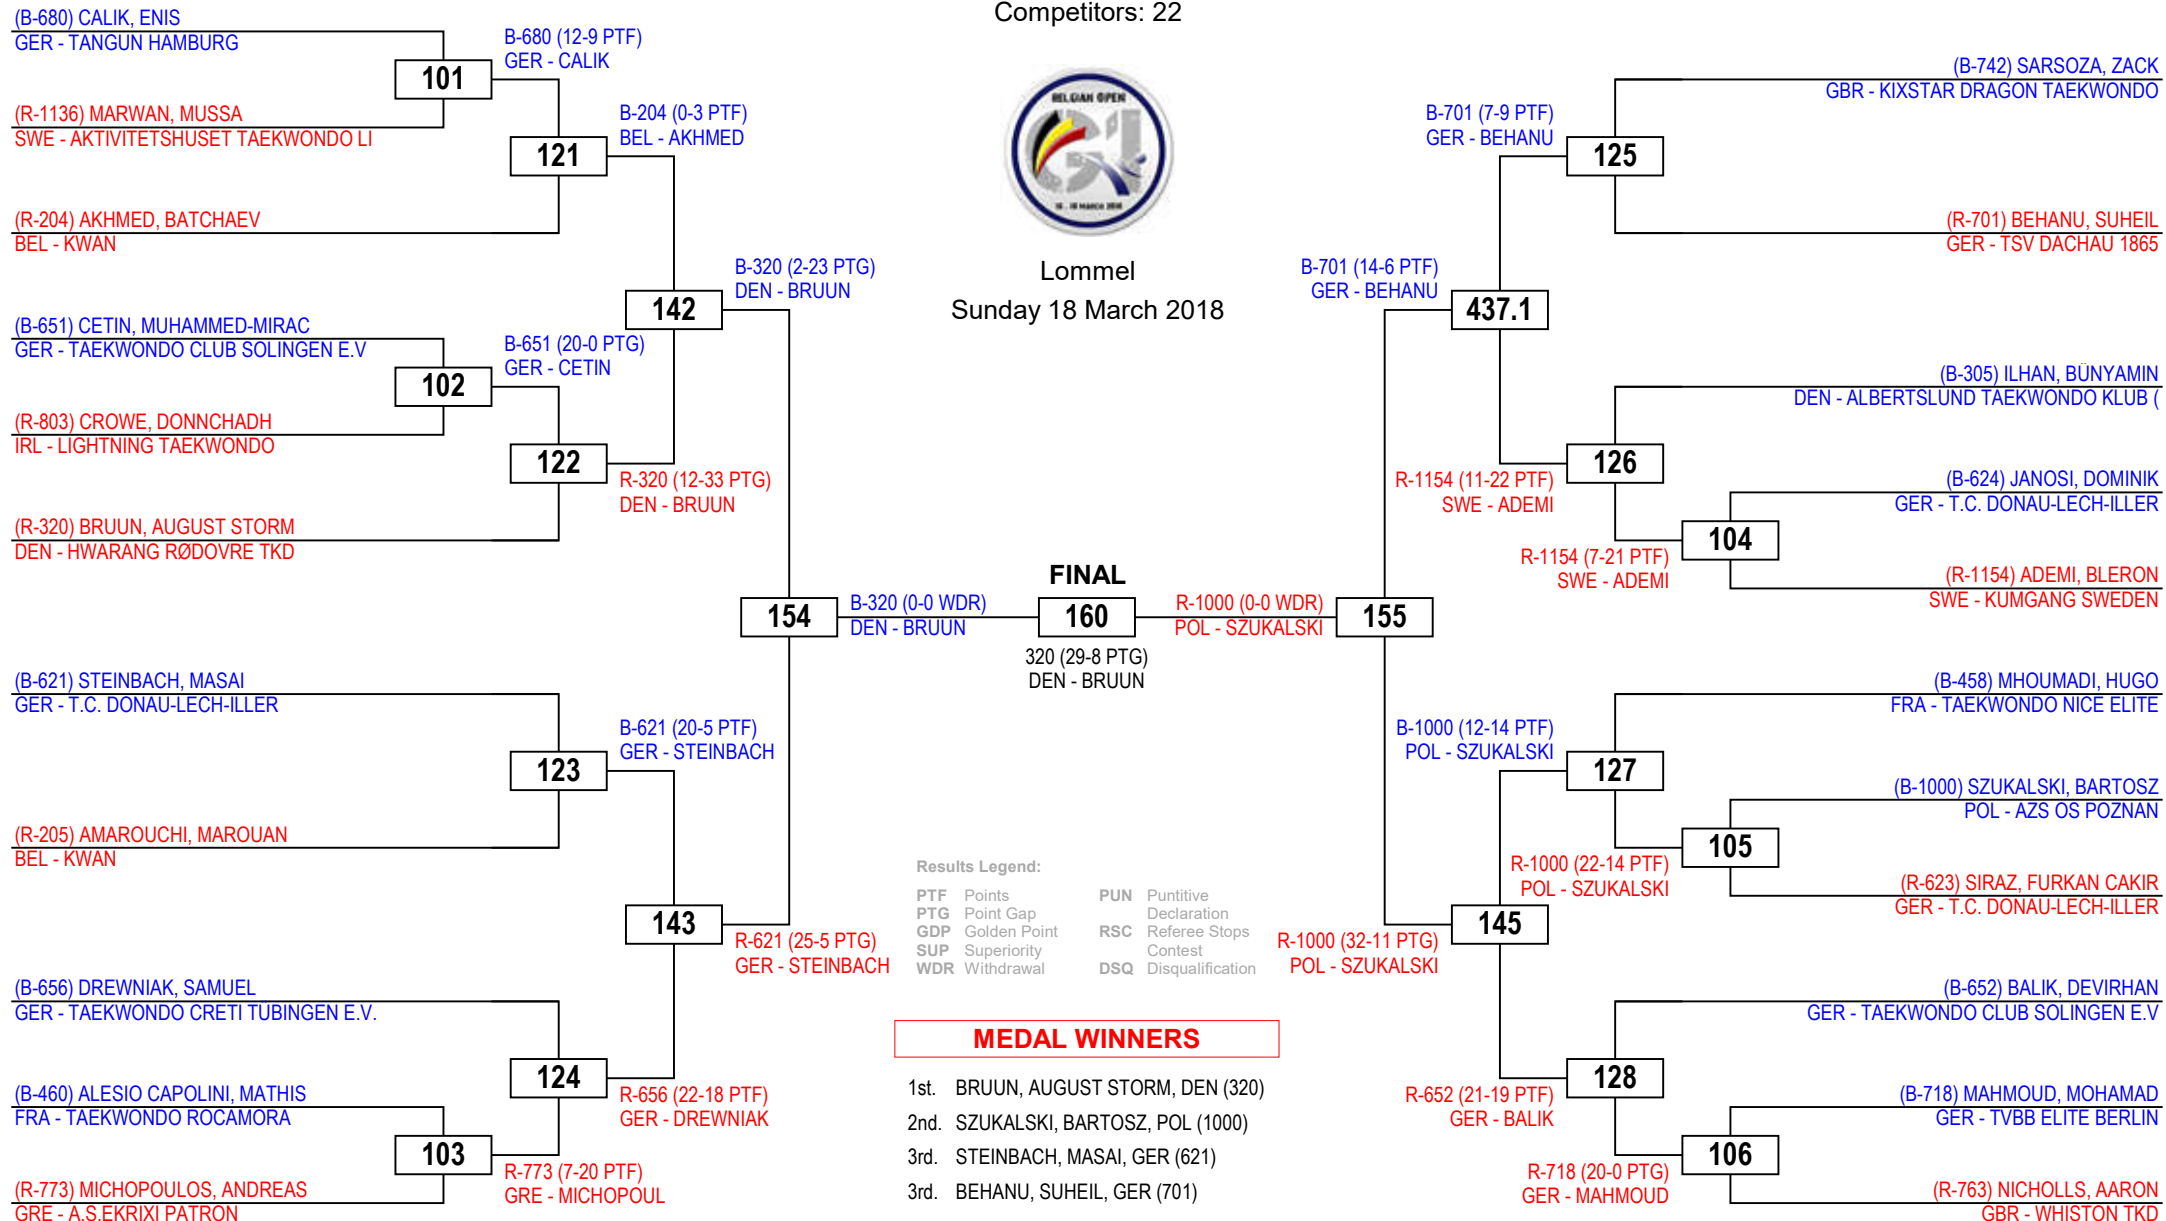 Competitors: 22
BELGIAN OPEN
G1
Lommel
Sunday 18 March 2018
(B-680) CALIK, ENIS
GER - TANGUN HAMBURG
(R-1136) MARWAN, MUSSA
SWE - AKTIVITETSHUSET TAEKWONDO LI
(R-204) AKHMED, BATCHAEV
BEL - KWAN
(B-651) CETIN, MUHAMMED-MIRAC
GER - TAEKWONDO CLUB SOLINGEN E.V
(R-803) CROWE, DONNCHADH
IRL - LIGHTNING TAEKWONDO
(R-320) BRUUN, AUGUST STORM
DEN - HWARANG RØDOVRE TKD
(B-621) STEINBACH, MASAI
GER - T.C. DONAU-LECH-ILLER
(R-205) AMAROUCHI, MAROUAN
BEL - KWAN
(B-656) DREWNIAK, SAMUEL
GER - TAEKWONDO CRETI TUBINGEN E.V.
(B-460) ALESIO CAPOLINI, MATHIS
FRA - TAEKWONDO ROCAMORA
(R-773) MICHOPOULOS, ANDREAS
GRE - A.S.EKRIXI PATRON
101
B-680 (12-9 PTF)
GER - CALIK
102
B-651 (20-0 PTG)
GER - CETIN
103
R-773 (7-20 PTF)
GRE - MICHOPOUL
121
B-204 (0-3 PTF)
BEL - AKHMED
122
R-320 (12-33 PTG)
DEN - BRUUN
123
B-621 (20-5 PTF)
GER - STEINBACH
124
R-656 (22-18 PTF)
GER - DREWNIAK
142
B-320 (2-23 PTG)
DEN - BRUUN
143
R-621 (25-5 PTG)
GER - STEINBACH
154
B-320 (0-0 WDR)
DEN - BRUUN
FINAL
160
320 (29-8 PTG)
DEN - BRUUN
R-1000 (0-0 WDR)
POL - SZUKALSKI
155
B-701 (14-6 PTF)
GER - BEHANU
437.1
R-1000 (32-11 PTG)
POL - SZUKALSKI
145
B-701 (7-9 PTF)
GER - BEHANU
125
R-1154 (11-22 PTF)
SWE - ADEMI
126
B-1000 (12-14 PTF)
POL - SZUKALSKI
127
R-652 (21-19 PTF)
GER - BALIK
128
R-1154 (7-21 PTF)
SWE - ADEMI
104
R-1000 (22-14 PTF)
POL - SZUKALSKI
105
R-718 (20-0 PTG)
GER - MAHMOUD
106
(B-742) SARSOZA, ZACK
GBR - KIXSTAR DRAGON TAEKWONDO
(R-701) BEHANU, SUHEIL
GER - TSV DACHAU 1865
(B-305) ILHAN, BÜNYAMIN
DEN - ALBERTSLUND TAEKWONDO KLUB (
(B-624) JANOSI, DOMINIK
GER - T.C. DONAU-LECH-ILLER
(R-1154) ADEMI, BLERON
SWE - KUMGANG SWEDEN
(B-458) MHOUMADI, HUGO
FRA - TAEKWONDO NICE ELITE
(B-1000) SZUKALSKI, BARTOSZ
POL - AZS OS POZNAN
(R-623) SIRAZ, FURKAN CAKIR
GER - T.C. DONAU-LECH-ILLER
(B-652) BALIK, DEVIRHAN
GER - TAEKWONDO CLUB SOLINGEN E.V
(B-718) MAHMOUD, MOHAMAD
GER - TVBB ELITE BERLIN
(R-763) NICHOLLS, AARON
GBR - WHISTON TKD
Results Legend:
PTF Points
PTG Point Gap
GDP Golden Point
SUP Superiority
WDR Withdrawal
PUN Puntitive
Declaration
RSC Referee Stops
Contest
DSQ Disqualification
MEDAL WINNERS
1st. BRUUN, AUGUST STORM, DEN (320)
2nd. SZUKALSKI, BARTOSZ, POL (1000)
3rd. STEINBACH, MASAI, GER (621)
3rd. BEHANU, SUHEIL, GER (701)